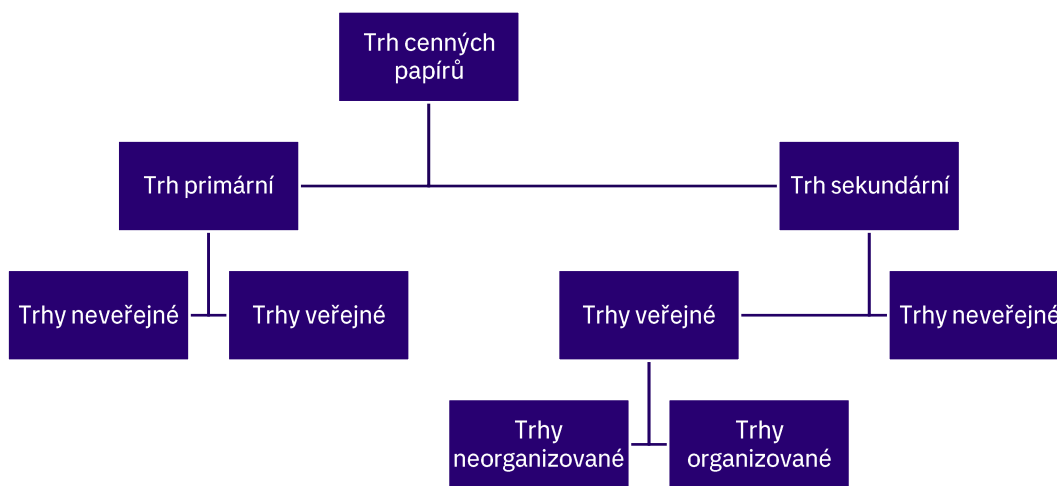 Trh cenných
papírů
Trh primární
Trh sekundární
Trhy neveřejné
Trhy veřejné
Trhy veřejné
Trhy neveřejné
Trhy
neorganizované
Trhy
organizované